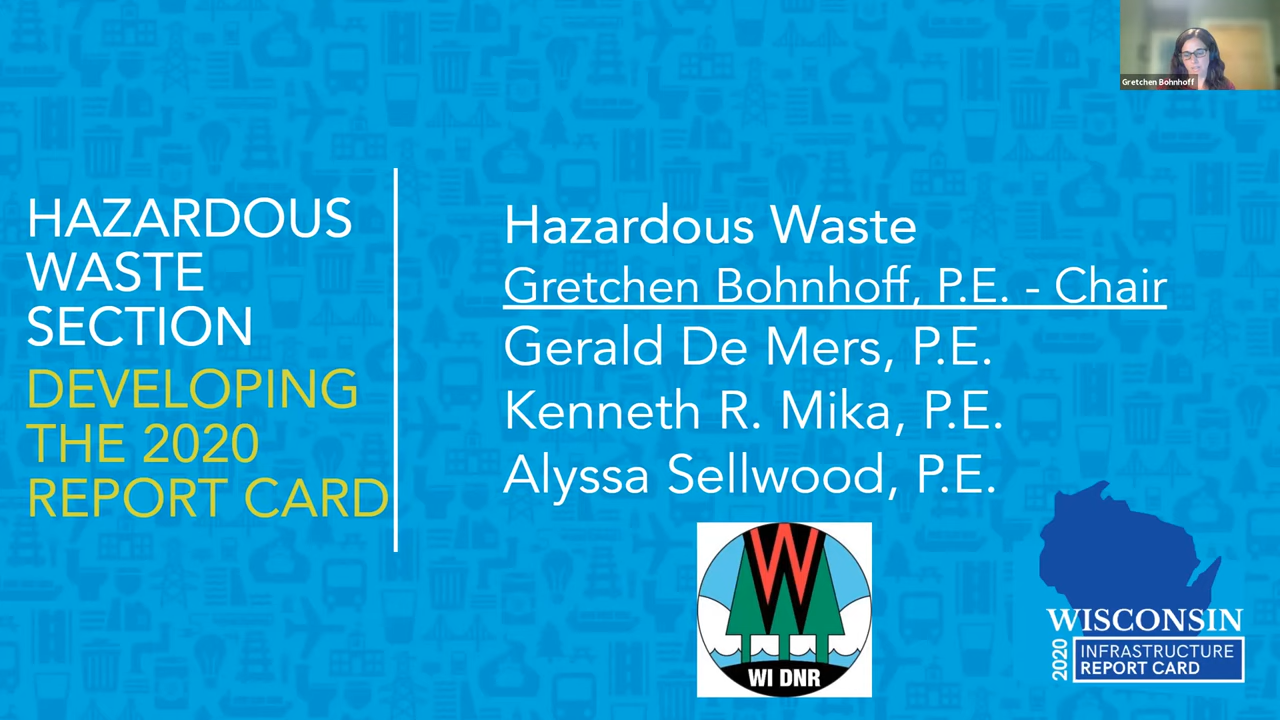 Gretchen Bohnhoff
HAZARDOUS
WASTE
SECTION
DEVELOPING
THE 2020
REPORT CARD
Hazardous Waste
Gretchen Bohnhoff, P.E. - Chair
Gerald De Mers, P.E.
Kenneth R. Mika, P.E.
Alyssa Sellwood, P.E.
W
WI DNR
WISCONSIN
2020
INFRASTRUCTURE
REPORT CARD